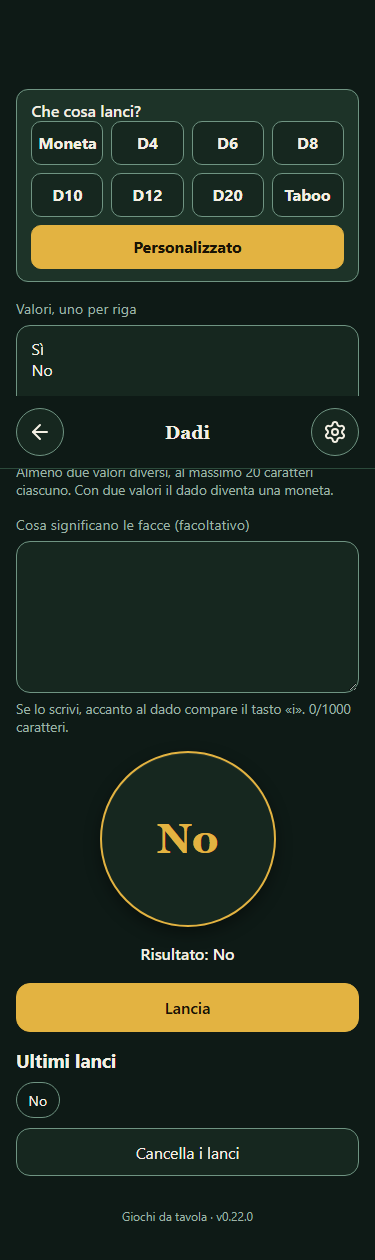 Che cosa lanci?
Moneta D4 D6 D8
D10 D12 D20 Taboo
Personalizzato
Valori, uno per riga
Sì
No
Dadi
Almeno due valori diversi, al massimo 20 caratteri
ciascuno. Con due valori il dado diventa una moneta.
Cosa significano le facce (facoltativo)
Se lo scrivi, accanto al dado compare il tasto «i». 0/1000
caratteri.
No
Risultato: No
Lancia
Ultimi lanci
No
Cancella i lanci
Giochi da tavola · v0.22.0